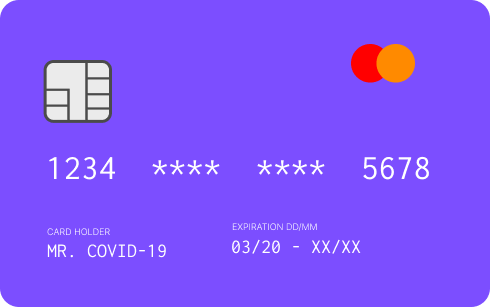 1234 **** **** 5678
CARD HOLDER
EXPIRATION DD/MM
MR. COVID-19
03/20 - XX/XX